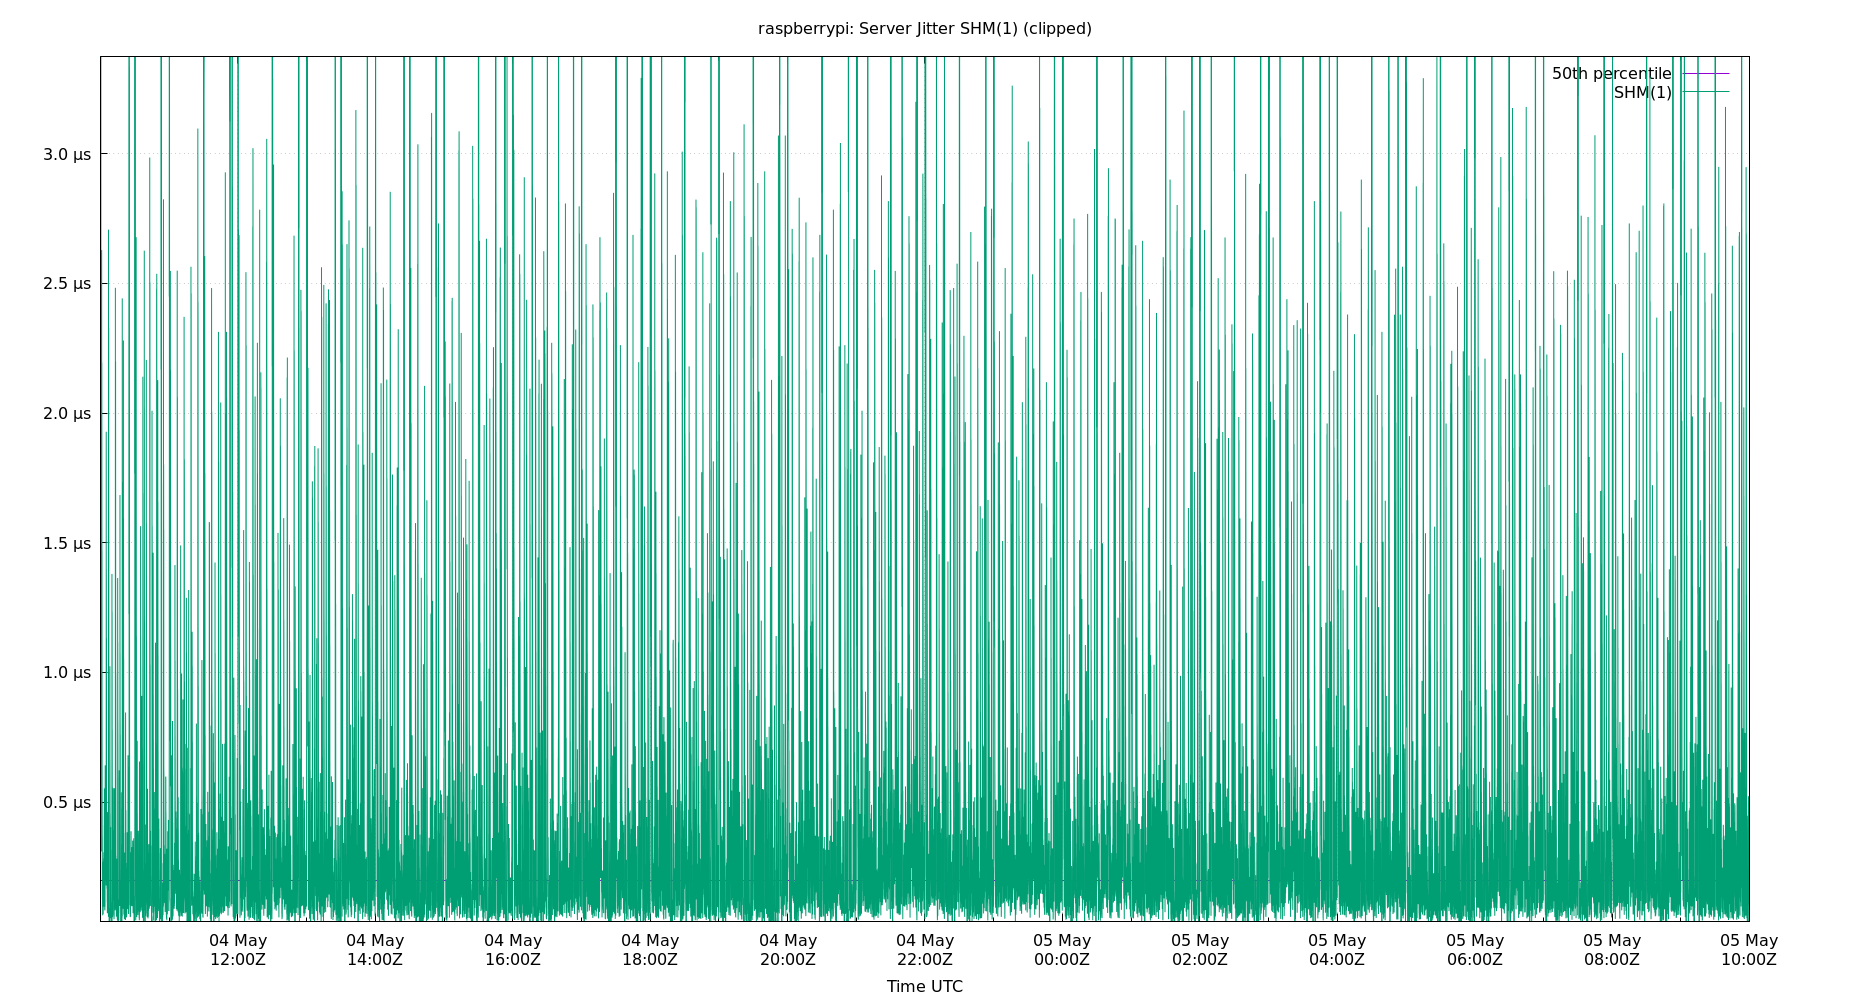 raspberrypi: Server Jitter SHM(1) (clipped)
50th percentile
SHM(1)
3.0 µs
2.5 µs
2.0 µs
1.5 µs
1.0 µs
0.5 µs
04 May 04 May 04 May 04 May 04 May 04 May 05 May 05 May 05 May 05 May 05 May 05 May
12:00Z 14:00Z 16:00Z 18:00Z 20:00Z 22:00Z 00:00Z 02:00Z 04:00Z 06:00Z 08:00Z 10:00Z
Time UTC